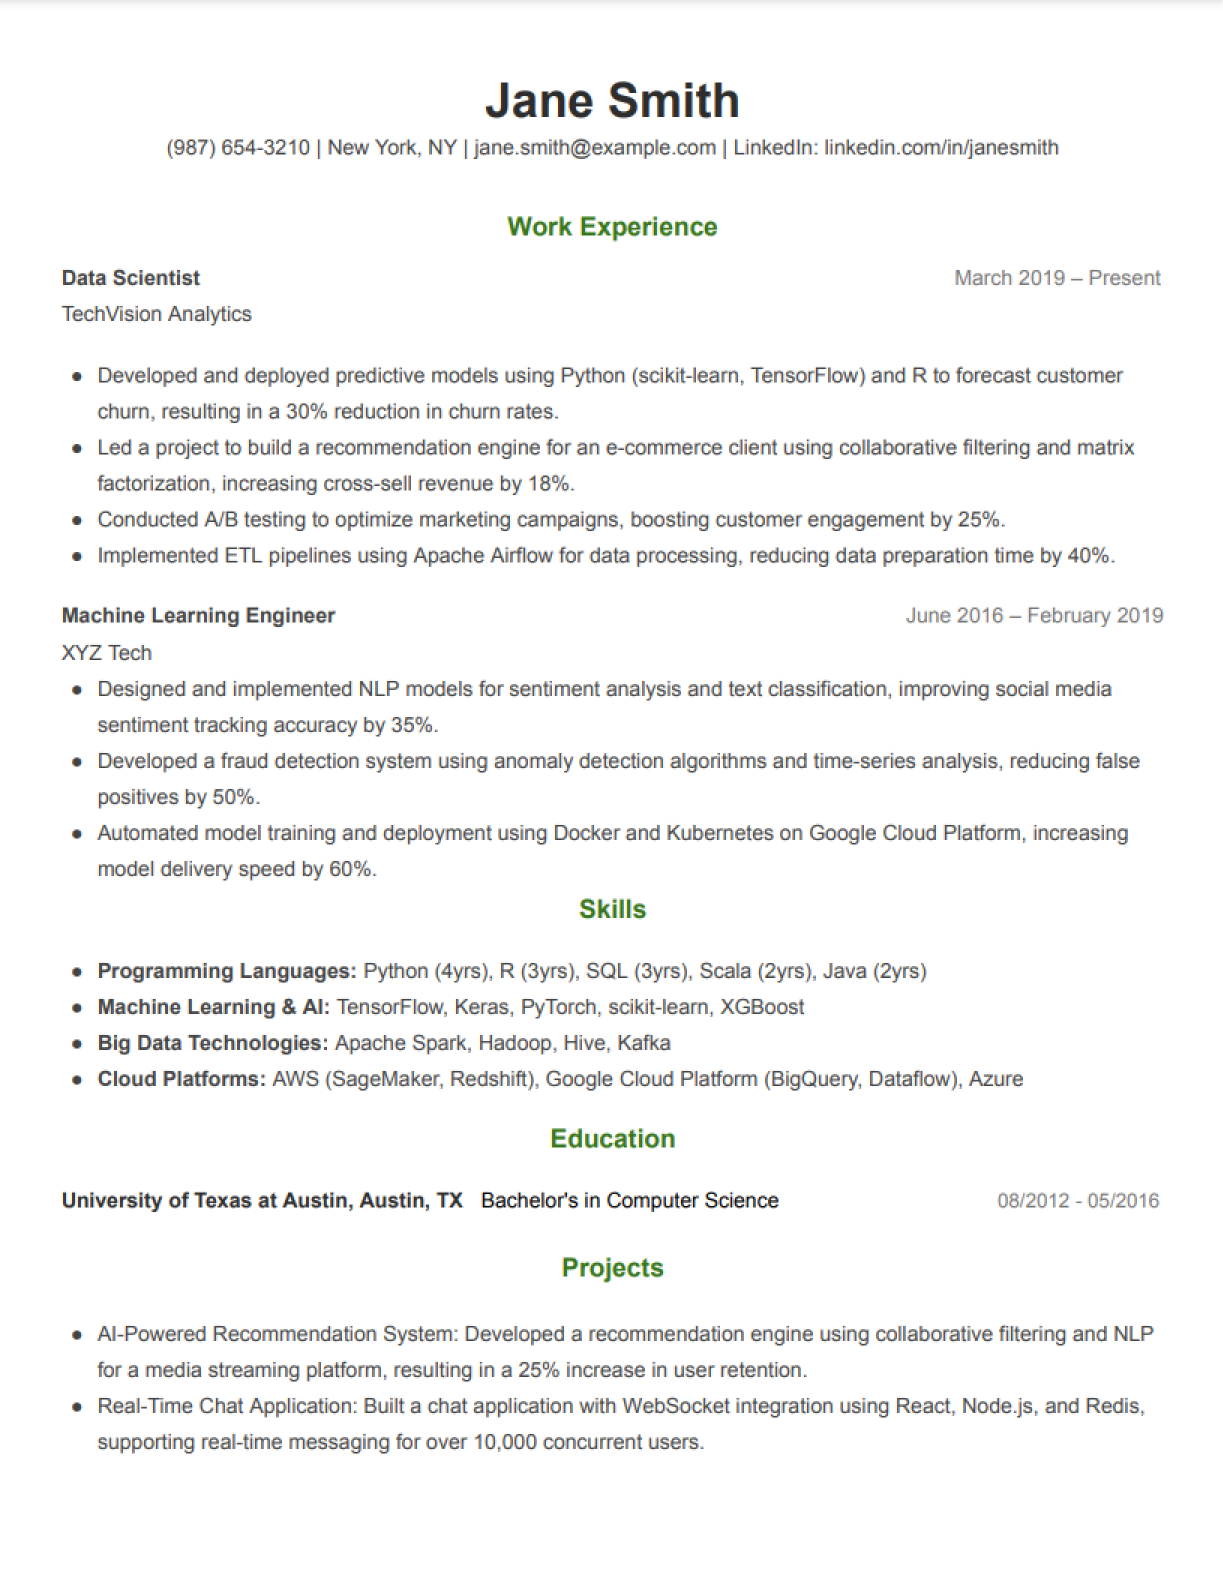 Jane Smith
(987) 654-3210 | New York, NY | jane.smith@example.com | LinkedIn: linkedin.com/in/janesmith
Work Experience
Data Scientist March 2019 – Present
TechVision Analytics
● Developed and deployed predictive models using Python (scikit-learn, TensorFlow) and R to forecast customer
churn, resulting in a 30% reduction in churn rates.
● Led a project to build a recommendation engine for an e-commerce client using collaborative filtering and matrix
factorization, increasing cross-sell revenue by 18%.
● Conducted A/B testing to optimize marketing campaigns, boosting customer engagement by 25%.
● Implemented ETL pipelines using Apache Airflow for data processing, reducing data preparation time by 40%.
Machine Learning Engineer June 2016 – February 2019
XYZ Tech
● Designed and implemented NLP models for sentiment analysis and text classification, improving social media
sentiment tracking accuracy by 35%.
● Developed a fraud detection system using anomaly detection algorithms and time-series analysis, reducing false
positives by 50%.
● Automated model training and deployment using Docker and Kubernetes on Google Cloud Platform, increasing
model delivery speed by 60%.
Skills
● Programming Languages: Python (4yrs), R (3yrs), SQL (3yrs), Scala (2yrs), Java (2yrs)
● Machine Learning & AI: TensorFlow, Keras, PyTorch, scikit-learn, XGBoost
● Big Data Technologies: Apache Spark, Hadoop, Hive, Kafka
● Cloud Platforms: AWS (SageMaker, Redshift), Google Cloud Platform (BigQuery, Dataflow), Azure
Education
University of Texas at Austin, Austin, TX Bachelor's in Computer Science 08/2012 - 05/2016
Projects
● AI-Powered Recommendation System: Developed a recommendation engine using collaborative filtering and NLP
for a media streaming platform, resulting in a 25% increase in user retention.
● Real-Time Chat Application: Built a chat application with WebSocket integration using React, Node.js, and Redis,
supporting real-time messaging for over 10,000 concurrent users.